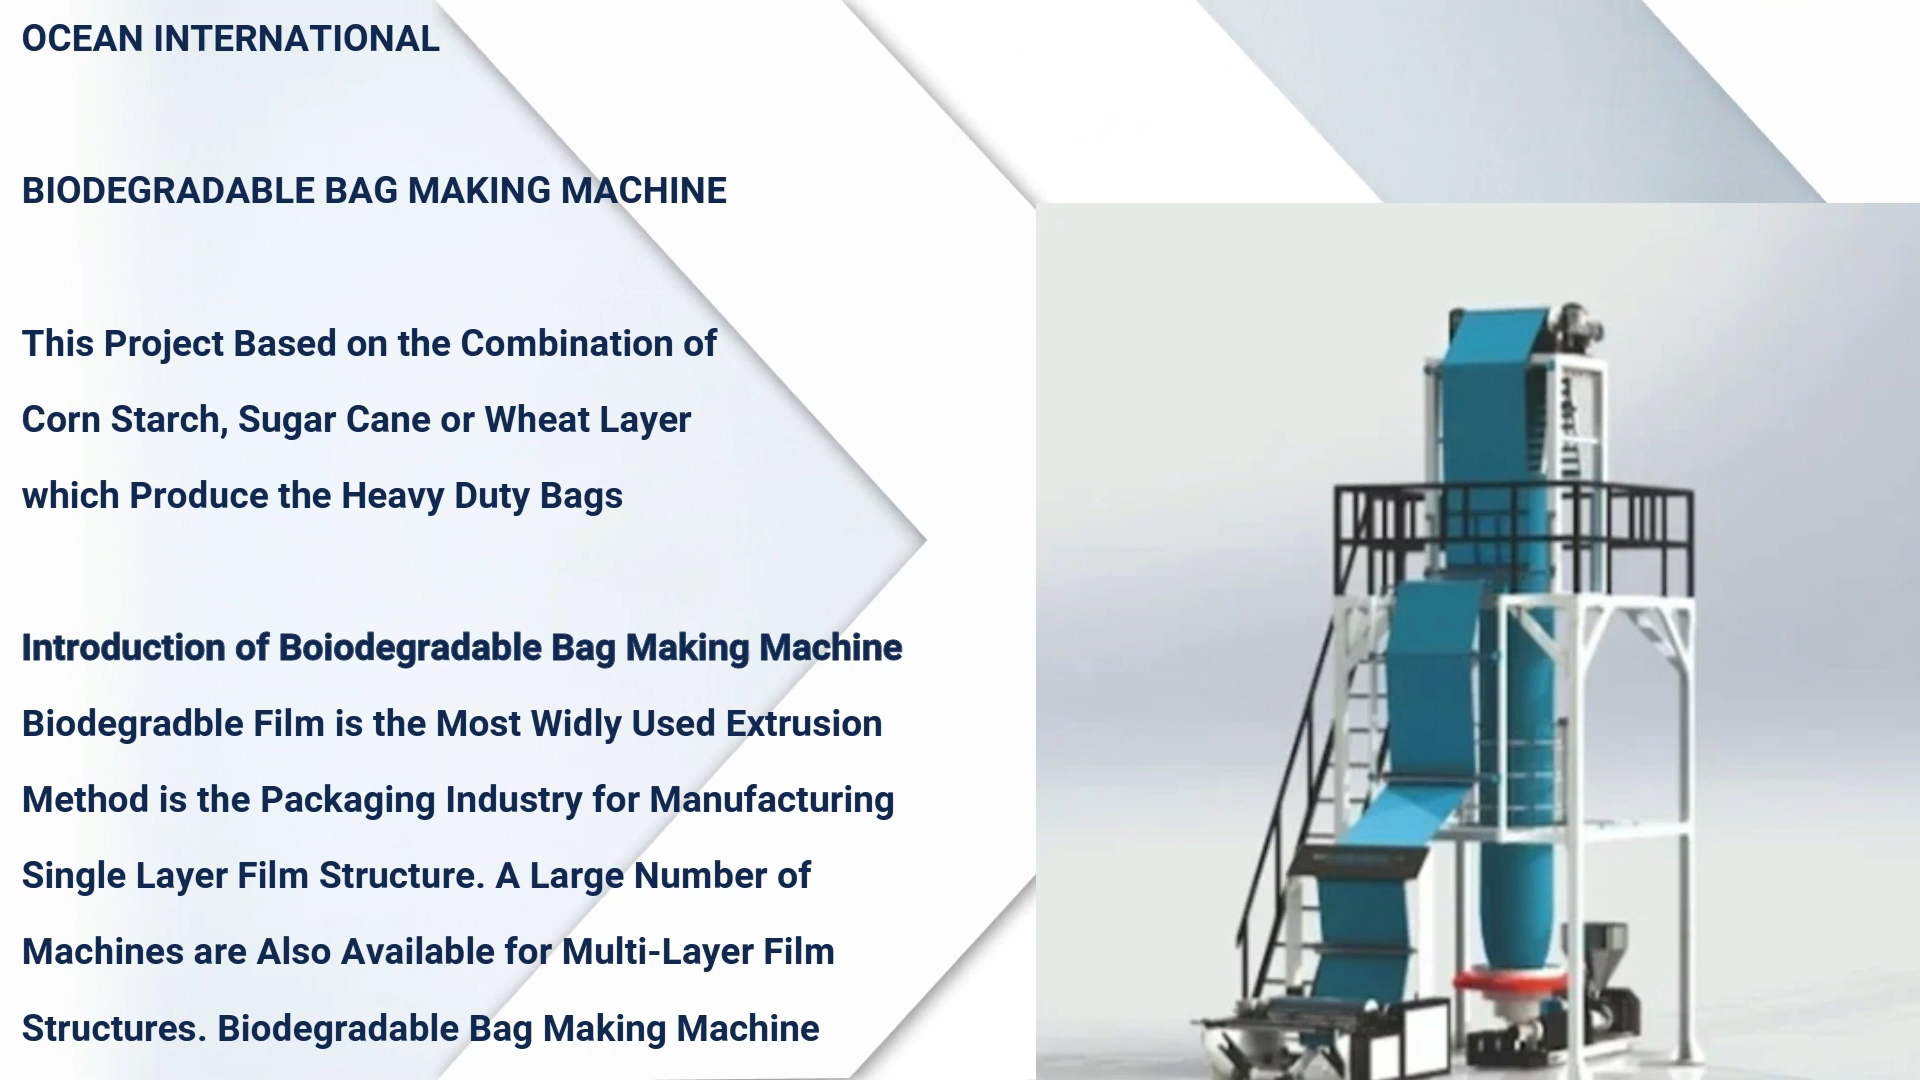 OCEAN INTERNATIONAL
BIODEGRADABLE BAG MAKING MACHINE
This Project Based on the Combination of
Corn Starch, Sugar Cane or Wheat Layer
which Produce the Heavy Duty Bags
Introduction of Boiodegradable Bag Making Machine
Biodegradble Film is the Most Widly Used Extrusion
Method is the Packaging Industry for Manufacturing
Single Layer Film Structure. A Large Number of
Machines are Also Available for Multi-Layer Film
Structures. Biodegradable Bag Making Machine